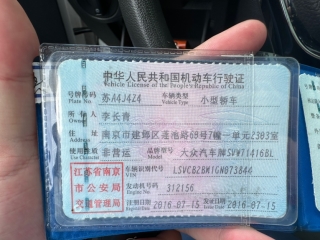 中华人民共和国机动车行驶证
Vehicle License of the People's Republic of China
号牌号码 Plate No. 苏A4J4Z4 车辆类型 Vehicle Type 小型轿车
所有人 Owner 李长青
住址 Address 南京市建邺区莲池路68号7幢一单元2303室
使用性质 Use Character 非营运 品牌型号 Model 大众汽车牌SVW71416BL
车辆识别代号 VIN LSVCB2BM1GN073844
发动机号码 Engine No. 318156
注册日期 2016-07-15 发证日期 2016-07-15
江苏省南京
市公安局
交通管理局